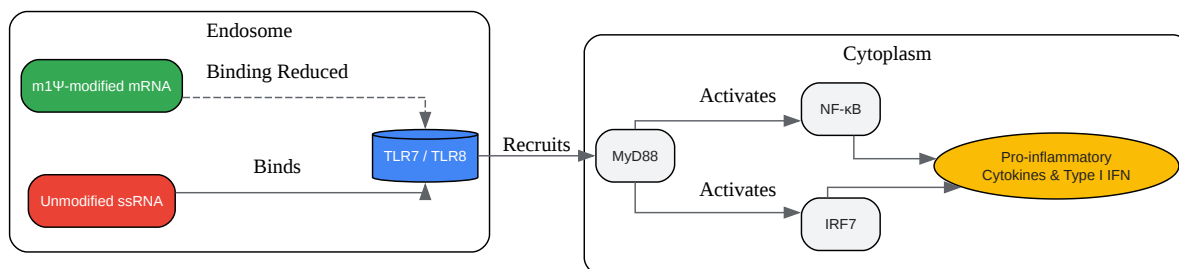 Endosome
m1Ψ-modified mRNA
Binding Reduced
Unmodified ssRNA
Binds
TLR7 / TLR8
Recruits
Cytoplasm
MyD88
Activates
NF-κB
Activates
IRF7
Pro-inflammatory
Cytokines & Type I IFN